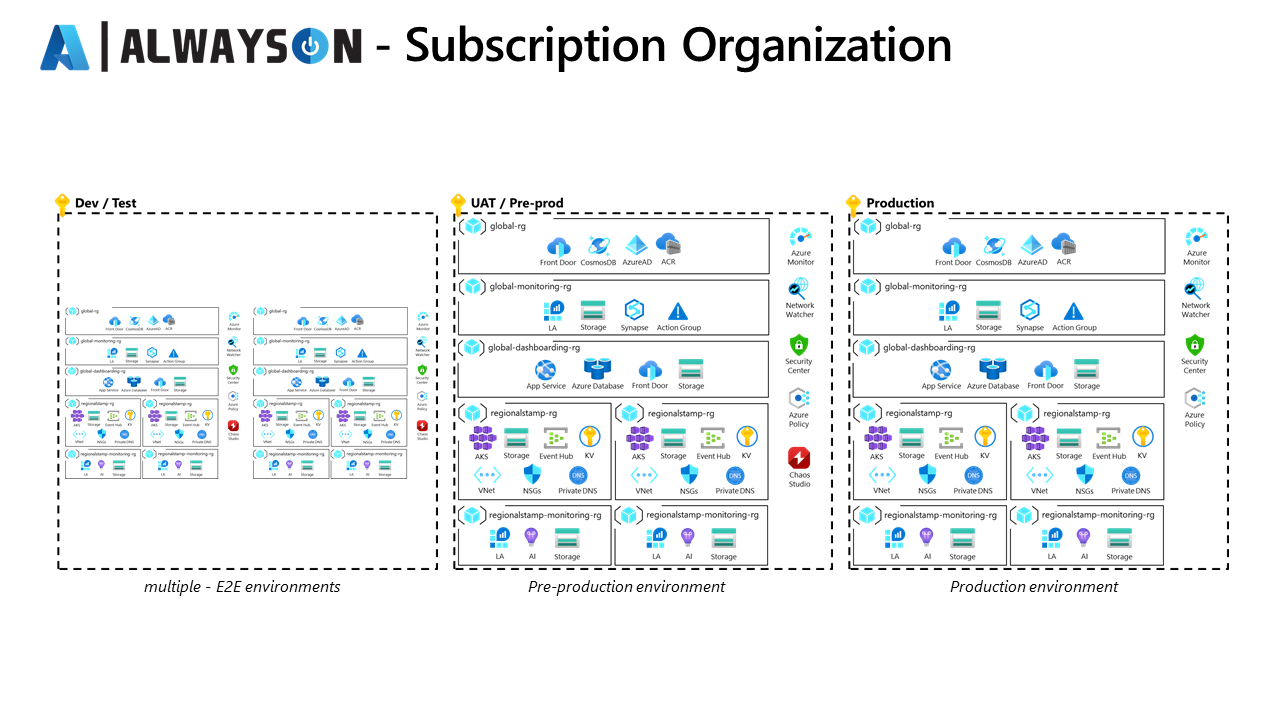 ALWAYSON - Subscription Organization
Dev / Test
global-rg
Front Door CosmosDB AzureAD ACR
global-monitoring-rg
LA Storage Synapse Action Group
global-dashboarding-rg
App Service Azure Database Front Door Storage
regionalstamp-rg regionalstamp-rg
AKS Storage Event Hub KV AKS Storage Event Hub KV
VNet NSGs Private DNS VNet NSGs Private DNS
regionalstamp-monitoring-rg regionalstamp-monitoring-rg
LA AI Storage LA AI Storage
Azure
Monitor
Network
Watcher
Security
Center
Azure
Policy
Chaos
Studio
global-rg
Front Door CosmosDB AzureAD ACR
global-monitoring-rg
LA Storage Synapse Action Group
global-dashboarding-rg
App Service Azure Database Front Door Storage
regionalstamp-rg regionalstamp-rg
AKS Storage Event Hub KV AKS Storage Event Hub KV
VNet NSGs Private DNS VNet NSGs Private DNS
regionalstamp-monitoring-rg regionalstamp-monitoring-rg
LA AI Storage LA AI Storage
Azure
Monitor
Network
Watcher
Security
Center
Azure
Policy
Chaos
Studio
multiple - E2E environments
UAT / Pre-prod
global-rg
Front Door CosmosDB AzureAD ACR
global-monitoring-rg
LA Storage Synapse Action Group
global-dashboarding-rg
App Service Azure Database Front Door Storage
regionalstamp-rg regionalstamp-rg
AKS Storage Event Hub KV AKS Storage Event Hub KV
VNet NSGs DNS Private DNS VNet NSGs DNS Private DNS
regionalstamp-monitoring-rg regionalstamp-monitoring-rg
LA AI Storage LA AI Storage
Azure
Monitor
Network
Watcher
Security
Center
Azure
Policy
Chaos
Studio
Pre-production environment
Production
global-rg
Front Door CosmosDB AzureAD ACR
global-monitoring-rg
LA Storage Synapse Action Group
global-dashboarding-rg
App Service Azure Database Front Door Storage
regionalstamp-rg regionalstamp-rg
AKS Storage Event Hub KV AKS Storage Event Hub KV
VNet NSGs DNS Private DNS VNet NSGs DNS Private DNS
regionalstamp-monitoring-rg regionalstamp-monitoring-rg
LA AI Storage LA AI Storage
Azure
Monitor
Network
Watcher
Security
Center
Azure
Policy
Production environment